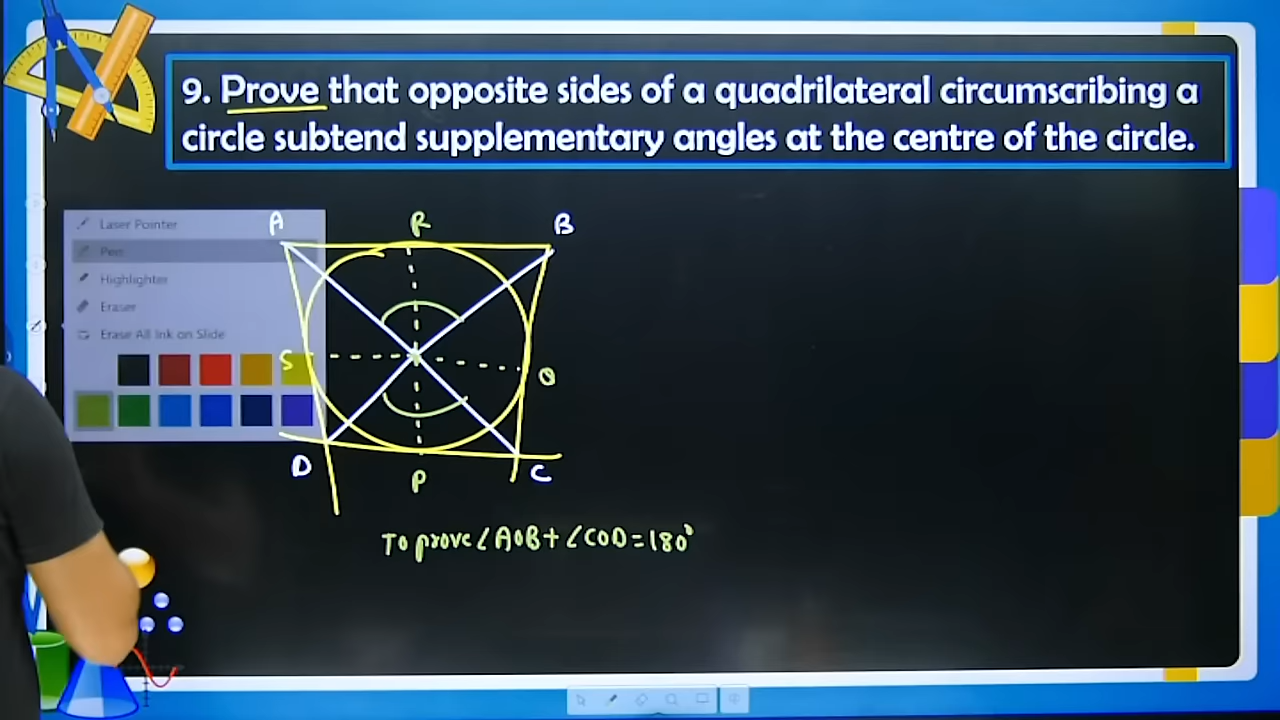 9. Prove that opposite sides of a quadrilateral circumscribing a
circle subtend supplementary angles at the centre of the circle.
Laser Pointer
Pen
Highlighter
Eraser
Erase All Ink on Slide
A R B
S Q
D P C
To prove ∠AOB + ∠COD = 180°